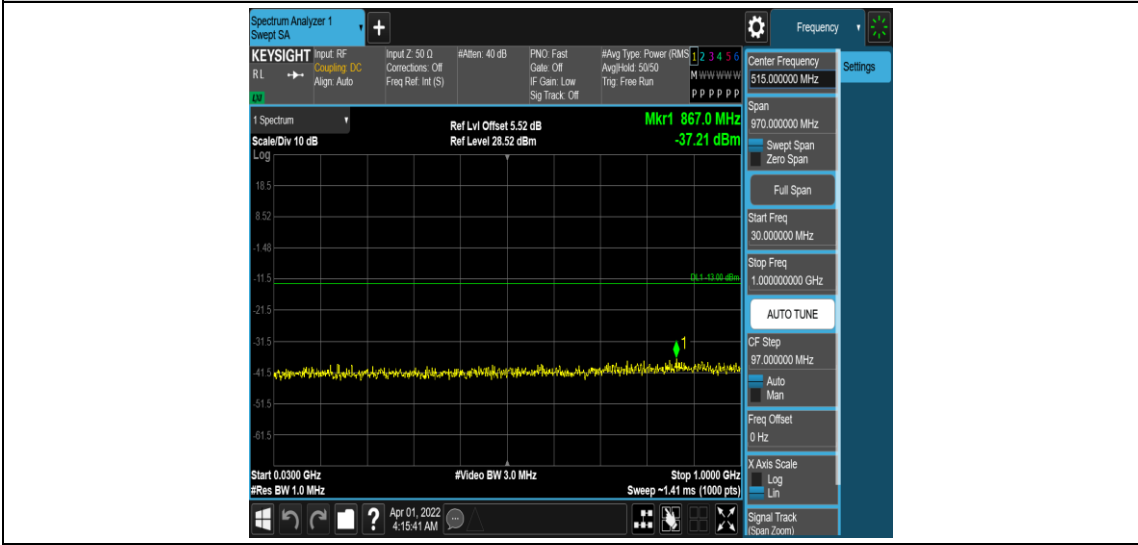 Spectrum Analyzer 1
Swept SA
+
Frequency
KEYSIGHT
RL
LXI
Input: RF
Coupling: DC
Align: Auto
Input Z: 50 Ω
Corrections: Off
Freq Ref: Int (S)
#Atten: 40 dB
PNO: Fast
Gate: Off
IF Gain: Low
Sig Track: Off
#Avg Type: Power (RMS
Avg|Hold: 50/50
Trig: Free Run
1 2 3 4 5 6
M W W W W W
P P P P P P
1 Spectrum
Scale/Div 10 dB
Log
Ref Lvl Offset 5.52 dB
Ref Level 28.52 dBm
Mkr1 867.0 MHz
-37.21 dBm
18.5
8.52
-1.48
-11.5
DL1 -13.00 dBm
-21.5
-31.5
1
-41.5
-51.5
-61.5
Start 0.0300 GHz
#Res BW 1.0 MHz
#Video BW 3.0 MHz
Stop 1.0000 GHz
Sweep ~1.41 ms (1000 pts)
?
Apr 01, 2022
4:15:41 AM
Center Frequency
515.000000 MHz
Settings
Span
970.000000 MHz
Swept Span
Zero Span
Full Span
Start Freq
30.000000 MHz
Stop Freq
1.000000000 GHz
AUTO TUNE
CF Step
97.000000 MHz
Auto
Man
Freq Offset
0 Hz
X Axis Scale
Log
Lin
Signal Track
(Span Zoom)